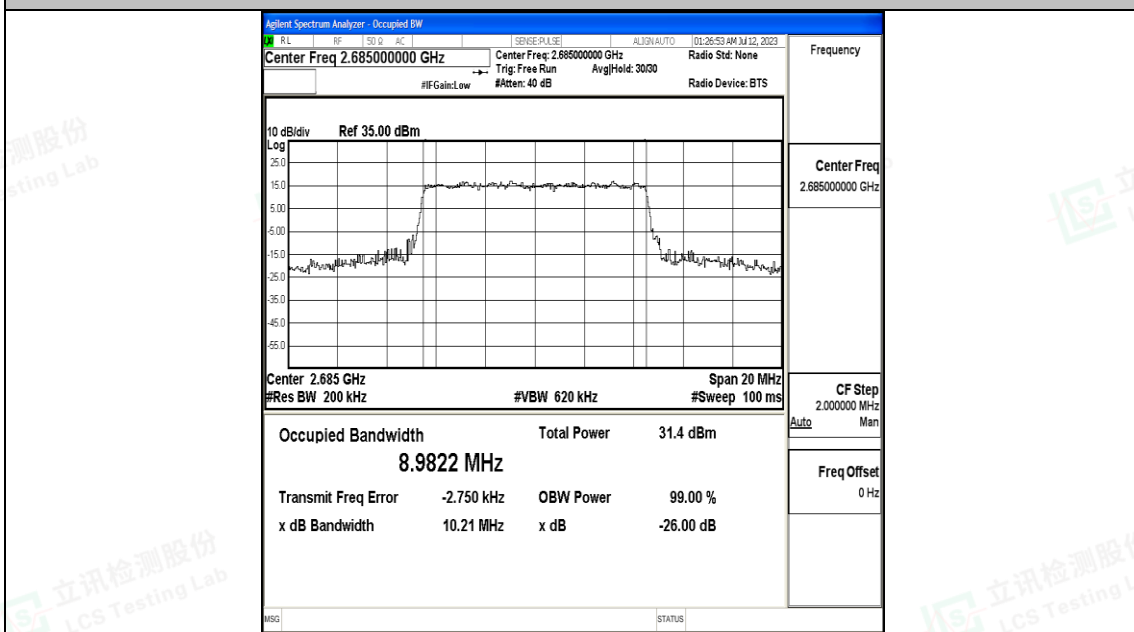 Agilent Spectrum Analyzer - Occupied BW
RL RF 50 Ω AC SENSE:PULSE ALIGN AUTO 01:26:53 AM Jul 12, 2023
Center Freq 2.685000000 GHz
Center Freq: 2.685000000 GHz
Radio Std: None
Trig: Free Run Avg|Hold: 30/30
#IFGain:Low
#Atten: 40 dB
Radio Device: BTS
10 dB/div Ref 35.00 dBm
Log
25.0
15.0
5.00
-5.00
-15.0
-25.0
-35.0
-45.0
-55.0
Center 2.685 GHz
Span 20 MHz
#Res BW 200 kHz
#VBW 620 kHz
#Sweep 100 ms
Occupied Bandwidth
8.9822 MHz
Total Power 31.4 dBm
Transmit Freq Error -2.750 kHz
OBW Power 99.00 %
x dB Bandwidth 10.21 MHz
x dB -26.00 dB
MSG
STATUS
Frequency
Center Freq
2.685000000 GHz
CF Step
2.000000 MHz
Auto Man
Freq Offset
0 Hz
立讯检测股份
LCS Testing Lab
立讯检测股
LCS Testing L